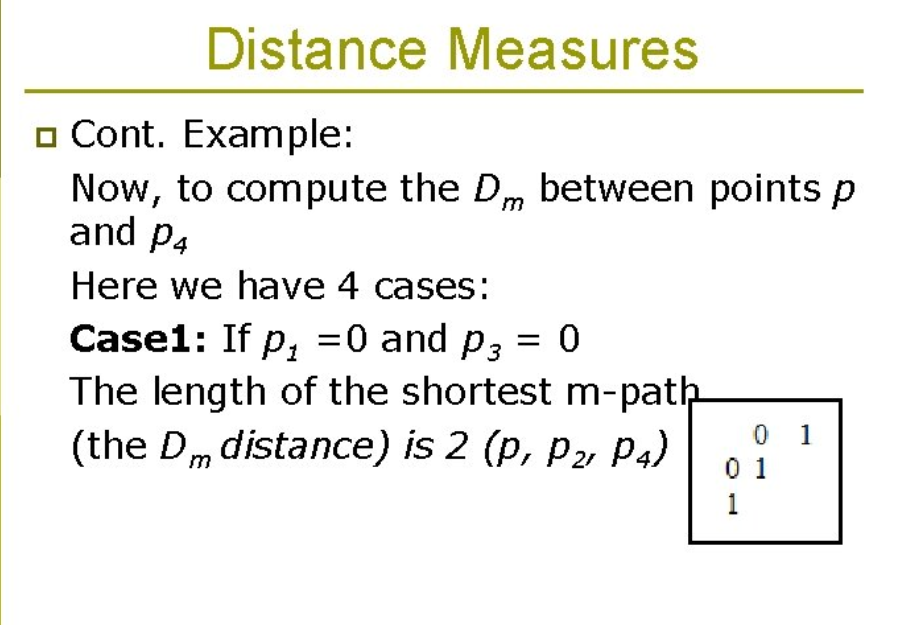 Distance Measures
Cont. Example:
Now, to compute the Dm between points p
and p4
Here we have 4 cases:
Case1: If p1 =0 and p3 = 0
The length of the shortest m-path
(the Dm distance) is 2 (p, p2, p4)
0 1
0 1
1